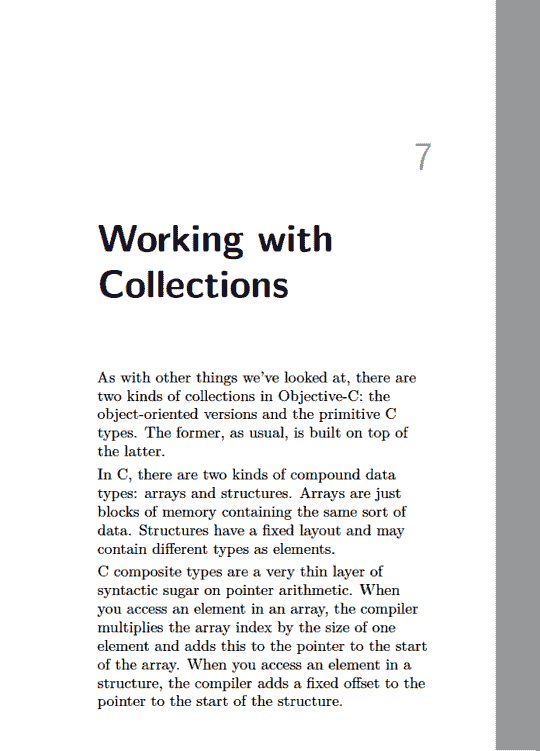 7
Working with
Collections
As with other things we've looked at, there are
two kinds of collections in Objective-C: the
object-oriented versions and the primitive C
types. The former, as usual, is built on top of
the latter.
In C, there are two kinds of compound data
types: arrays and structures. Arrays are just
blocks of memory containing the same sort of
data. Structures have a fixed layout and may
contain different types as elements.
C composite types are a very thin layer of
syntactic sugar on pointer arithmetic. When
you access an element in an array, the compiler
multiplies the array index by the size of one
element and adds this to the pointer to the start
of the array. When you access an element in a
structure, the compiler adds a fixed offset to the
pointer to the start of the structure.